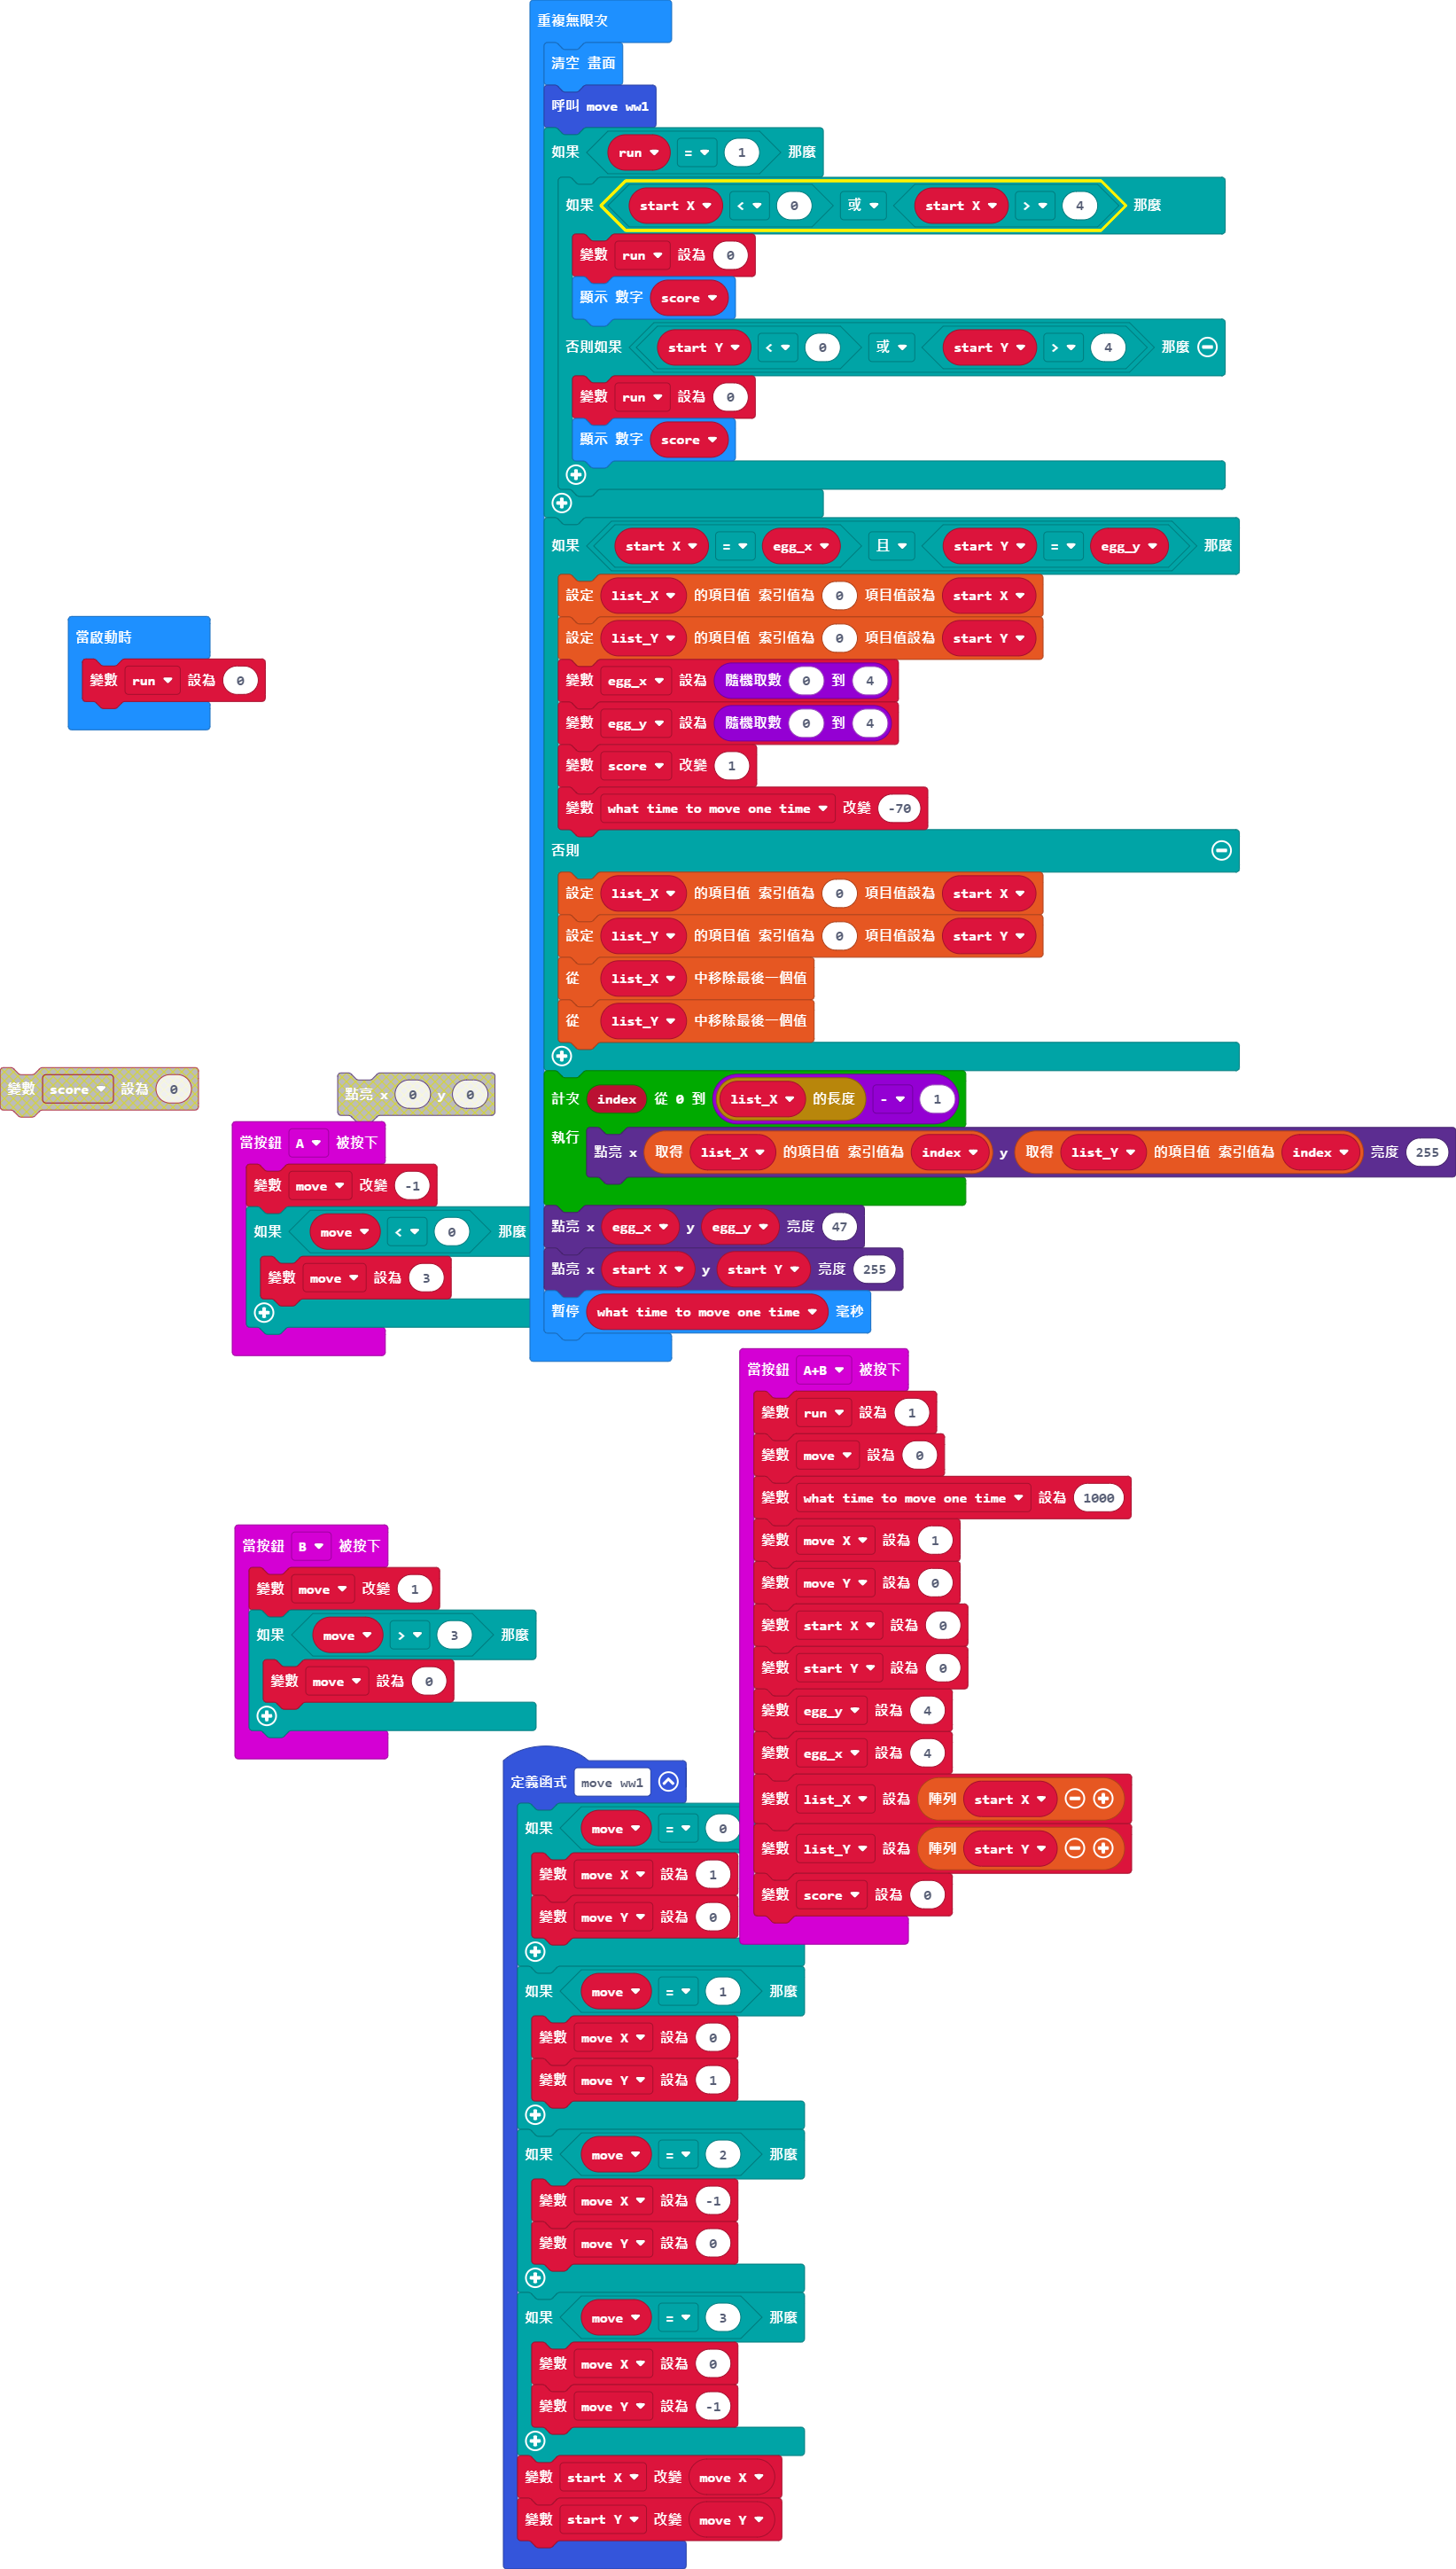 重複無限次
清空 畫面
呼叫 move ww1
如果 run = 1 那麼
如果 start X < 0 或 start X > 4 那麼
變數 run 設為 0
顯示 數字 score
否則如果 start Y < 0 或 start Y > 4 那麼
變數 run 設為 0
顯示 數字 score
如果 start X = egg_x 且 start Y = egg_y 那麼
設定 list_X 的項目值 索引值為 0 項目值設為 start X
設定 list_Y 的項目值 索引值為 0 項目值設為 start Y
變數 egg_x 設為 隨機取數 0 到 4
變數 egg_y 設為 隨機取數 0 到 4
變數 score 改變 1
變數 what time to move one time 改變 -70
否則
設定 list_X 的項目值 索引值為 0 項目值設為 start X
設定 list_Y 的項目值 索引值為 0 項目值設為 start Y
從 list_X 中移除最後一個值
從 list_Y 中移除最後一個值
計次 index 從 0 到 list_X 的長度 - 1
執行 點亮 x 取得 list_X 的項目值 索引值為 index y 取得 list_Y 的項目值 索引值為 index 亮度 255
點亮 x egg_x y egg_y 亮度 47
點亮 x start X y start Y 亮度 255
暫停 what time to move one time 毫秒
當啟動時
變數 run 設為 0
變數 score 設為 0
點亮 x 0 y 0
當按鈕 A 被按下
變數 move 改變 -1
如果 move < 0 那麼
變數 move 設為 3
當按鈕 B 被按下
變數 move 改變 1
如果 move > 3 那麼
變數 move 設為 0
當按鈕 A+B 被按下
變數 run 設為 1
變數 move 設為 0
變數 what time to move one time 設為 1000
變數 move X 設為 1
變數 move Y 設為 0
變數 start X 設為 0
變數 start Y 設為 0
變數 egg_y 設為 4
變數 egg_x 設為 4
變數 list_X 設為 陣列 start X
變數 list_Y 設為 陣列 start Y
變數 score 設為 0
定義函式 move ww1
如果 move = 0
變數 move X 設為 1
變數 move Y 設為 0
如果 move = 1 那麼
變數 move X 設為 0
變數 move Y 設為 1
如果 move = 2 那麼
變數 move X 設為 -1
變數 move Y 設為 0
如果 move = 3 那麼
變數 move X 設為 0
變數 move Y 設為 -1
變數 start X 改變 move X
變數 start Y 改變 move Y